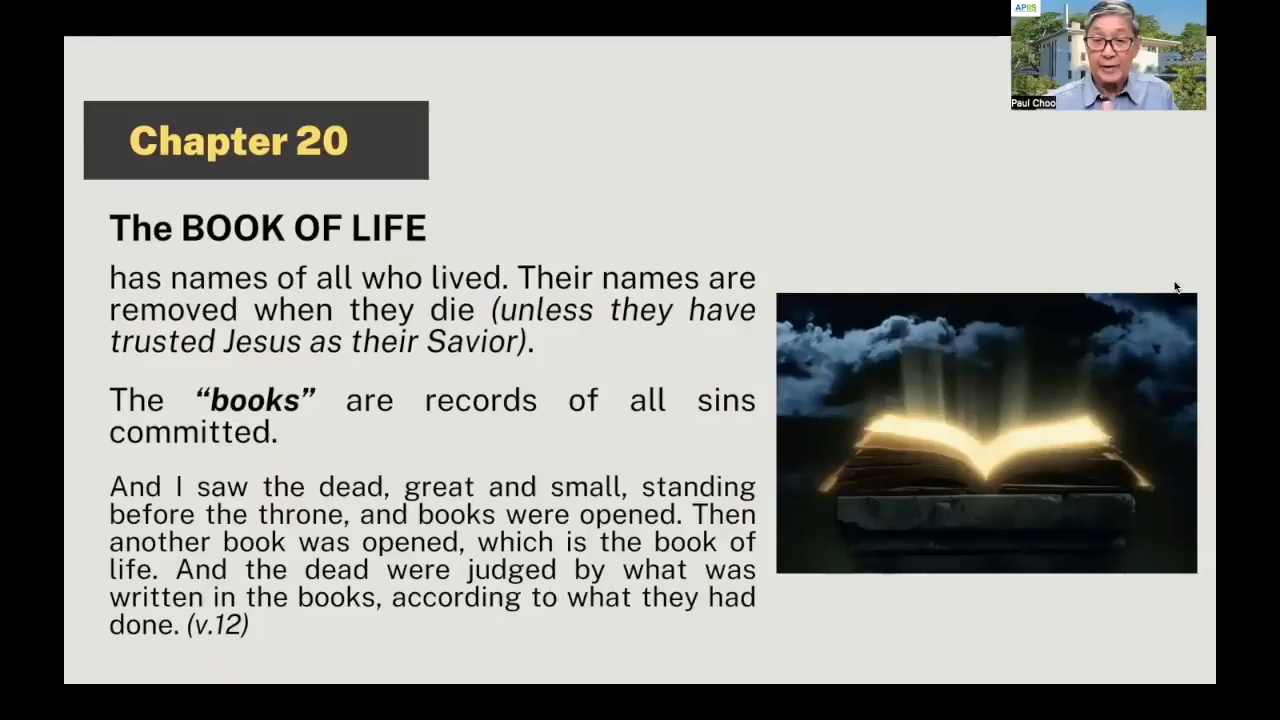 APIIS
Paul Choo
Chapter 20
The BOOK OF LIFE
has names of all who lived. Their names are
removed when they die (unless they have
trusted Jesus as their Savior).
The “books” are records of all sins
committed.
And I saw the dead, great and small, standing
before the throne, and books were opened. Then
another book was opened, which is the book of
life. And the dead were judged by what was
written in the books, according to what they had
done. (v.12)